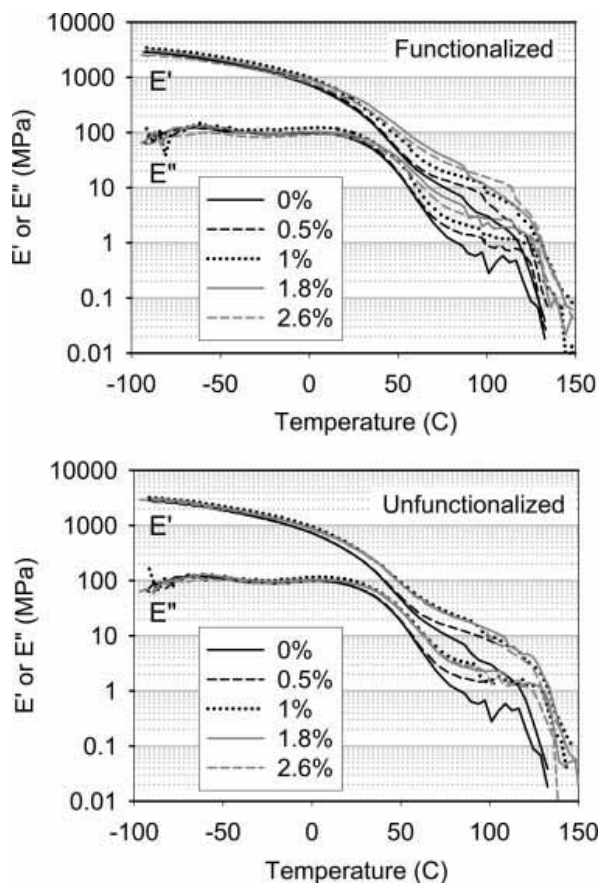 10000
Functionalized
1000
E'
100
E"
10
0%
0.5%
1
1%
1.8%
0.1
2.6%
0.01
-100 -50 0 50 100 150
Temperature (C)
E' or E" (MPa)
10000
Unfunctionalized
1000
E'
100
E"
10
0%
0.5%
1
1%
1.8%
0.1
2.6%
0.01
-100 -50 0 50 100 150
Temperature (C)
E' or E" (MPa)